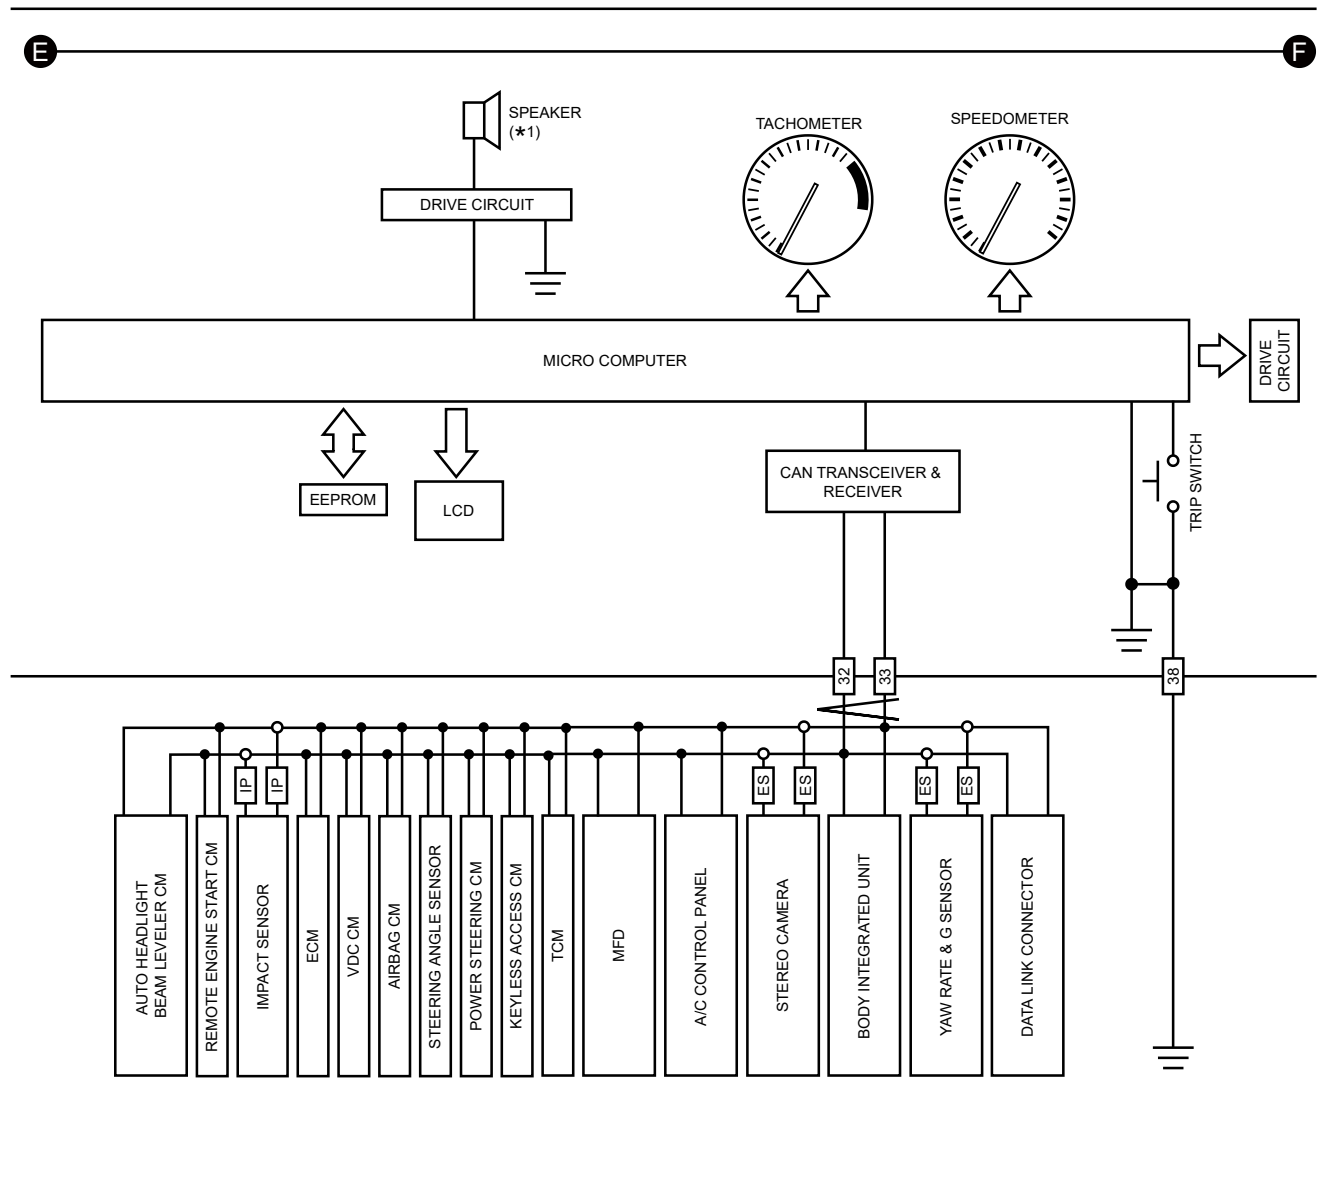 E
F
SPEAKER
(*1)
TACHOMETER
SPEEDOMETER
DRIVE CIRCUIT
MICRO COMPUTER
DRIVE
CIRCUIT
EEPROM
LCD
CAN TRANSCEIVER &
RECEIVER
TRIP SWITCH
32
33
38
IP
IP
ES
ES
ES
ES
AUTO HEADLIGHT
BEAM LEVELER CM
REMOTE ENGINE START CM
IMPACT SENSOR
ECM
VDC CM
AIRBAG CM
STEERING ANGLE SENSOR
POWER STEERING CM
KEYLESS ACCESS CM
TCM
MFD
A/C CONTROL PANEL
STEREO CAMERA
BODY INTEGRATED UNIT
YAW RATE & G SENSOR
DATA LINK CONNECTOR